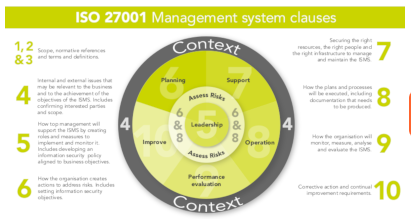 ISO 27001 Management system clauses
1, 2
& 3
Scope, normative references
and terms and definitions.
4
Internal and external issues that
may be relevant to the business
and to the achievement of the
objectives of the ISMS. Includes
confirming interested parties
and scope.
5
How top management will
support the ISMS by creating
roles and measures to
implement and monitor it.
Includes developing an
information security policy
aligned to business objectives.
6
How the organisation creates
actions to address risks. Includes
setting information security
objectives.
Context
6
7
Planning
Support
Assess Risks
4
6
&
8
5
Leadership
6
&
8
4
Improve
Operation
8
Assess Risks
Performance
evaluation
Context
7
Securing the right
resources, the right people and
the right infrastructure to manage
and maintain the ISMS.
8
How the plans and processes
will be executed, including
documentation that needs
to be produced.
9
How the organisation will
monitor, measure, analyse
and evaluate the ISMS.
10
Corrective action and continual
improvement requirements.